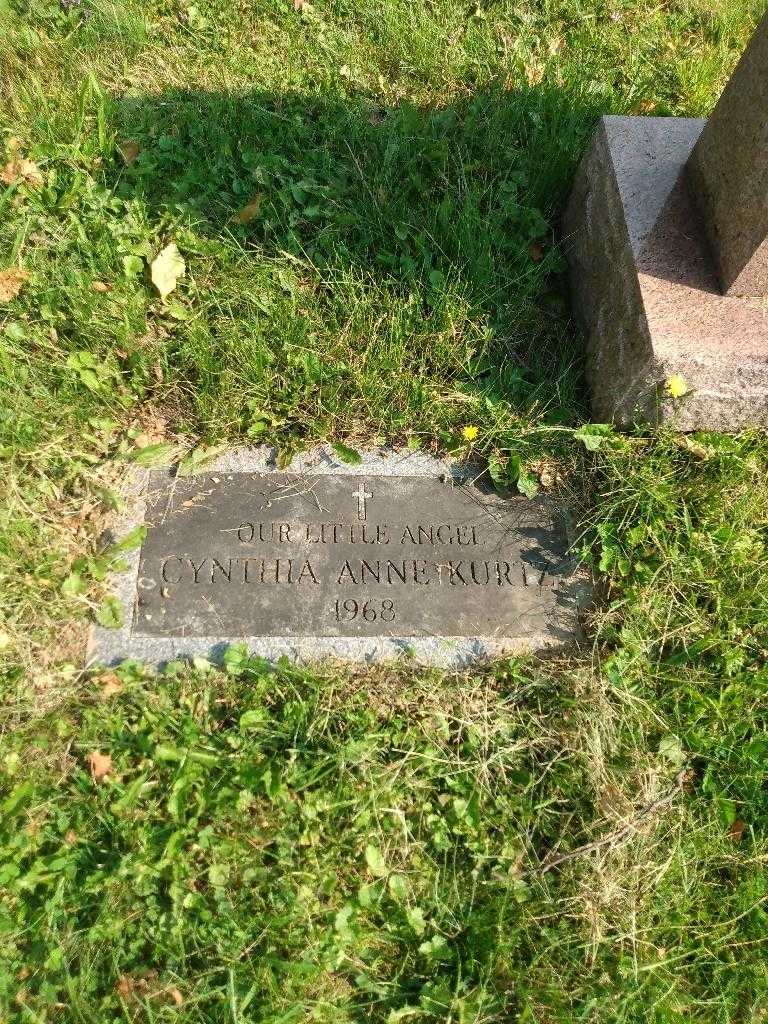 OUR LITTLE ANGEL
CYNTHIA ANNE KURTZ
1968